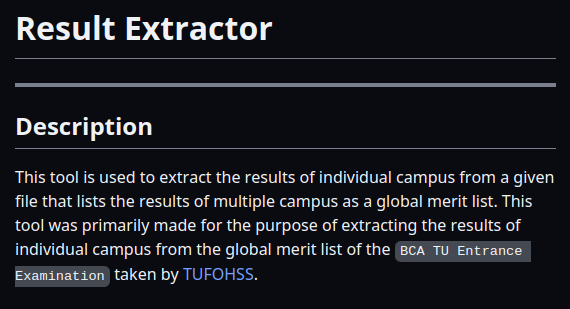 Result Extractor
Description
This tool is used to extract the results of individual campus from a given
file that lists the results of multiple campus as a global merit list. This
tool was primarily made for the purpose of extracting the results of
individual campus from the global merit list of the BCA TU Entrance
Examination taken by TUFOHSS.